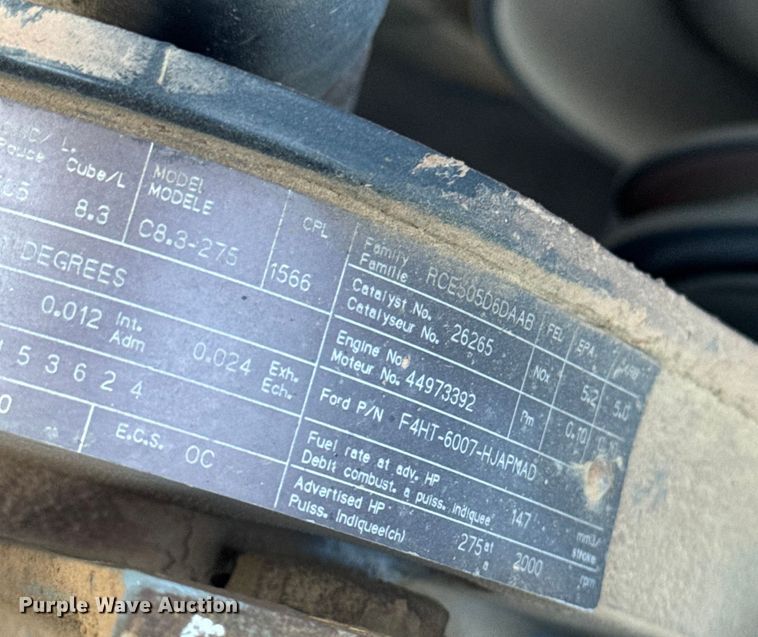 MODEL
MODELE
C8.3-275
Cube/L
8.3
CPL
1566
Family
Famille
Catalyst No.
Catalyseur No. 26265
Engine No.
Moteur No. 44973392
Ford P/N F4HT-6007-HJAPMAD
FEL EPA
NOx 5.2 5.0
Pm 0.10
DEGREES
0.012 Int.
Adm
0.024 Exh.
Ech.
5 3 6 2 4
E.C.S. OC
Fuel rate at adv. HP
Debit combust. a puiss. indiquee 147 mm3/
stroke
Advertised HP
Puiss. Indiquee(ch) 275 at
a 2000 rpm
Purple Wave Auction